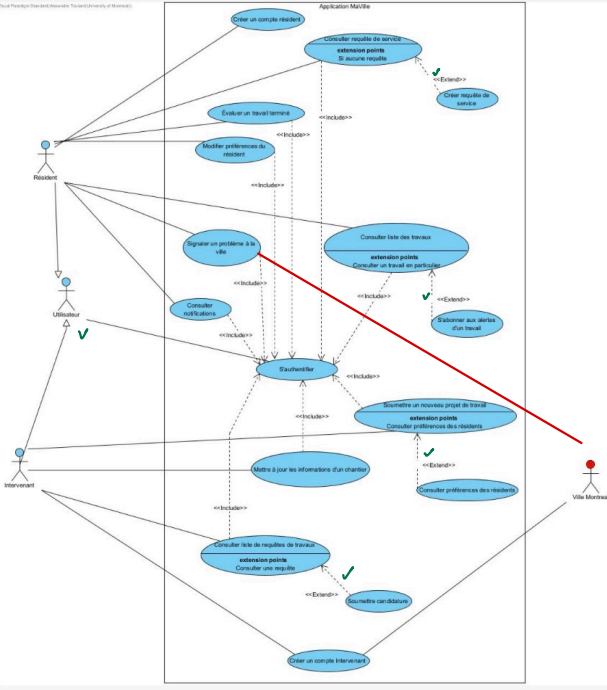 Application MaVille
Créer un compte résident
Consulter requête de service
extension points
Si aucune requête
<<Extend>>
Créer requête de
service
Évaluer un travail terminé
<<Include>>
<<Include>>
Modifier préférences du
résident
<<Include>>
Résident
Signaler un problème à la
ville
Consulter liste des travaux
extension points
Consulter un travail en particulier
<<Include>>
<<Include>>
<<Extend>>
Utilisateur
Consulter
notifications
S'abonner aux alertes
d'un travail
<<Include>>
S'authentifier
<<Include>>
Soumettre un nouveau projet de travail
extension points
Consulter préférences des résidents
<<Include>>
<<Extend>>
Intervenant
Mettre à jour les informations d'un chantier
Consulter préférences des résidents
Ville Montreal
<<Include>>
Consulter liste de requêtes de travaux
extension points
Consulter une requête
<<Extend>>
Soumettre candidature
Créer un compte Intervenant